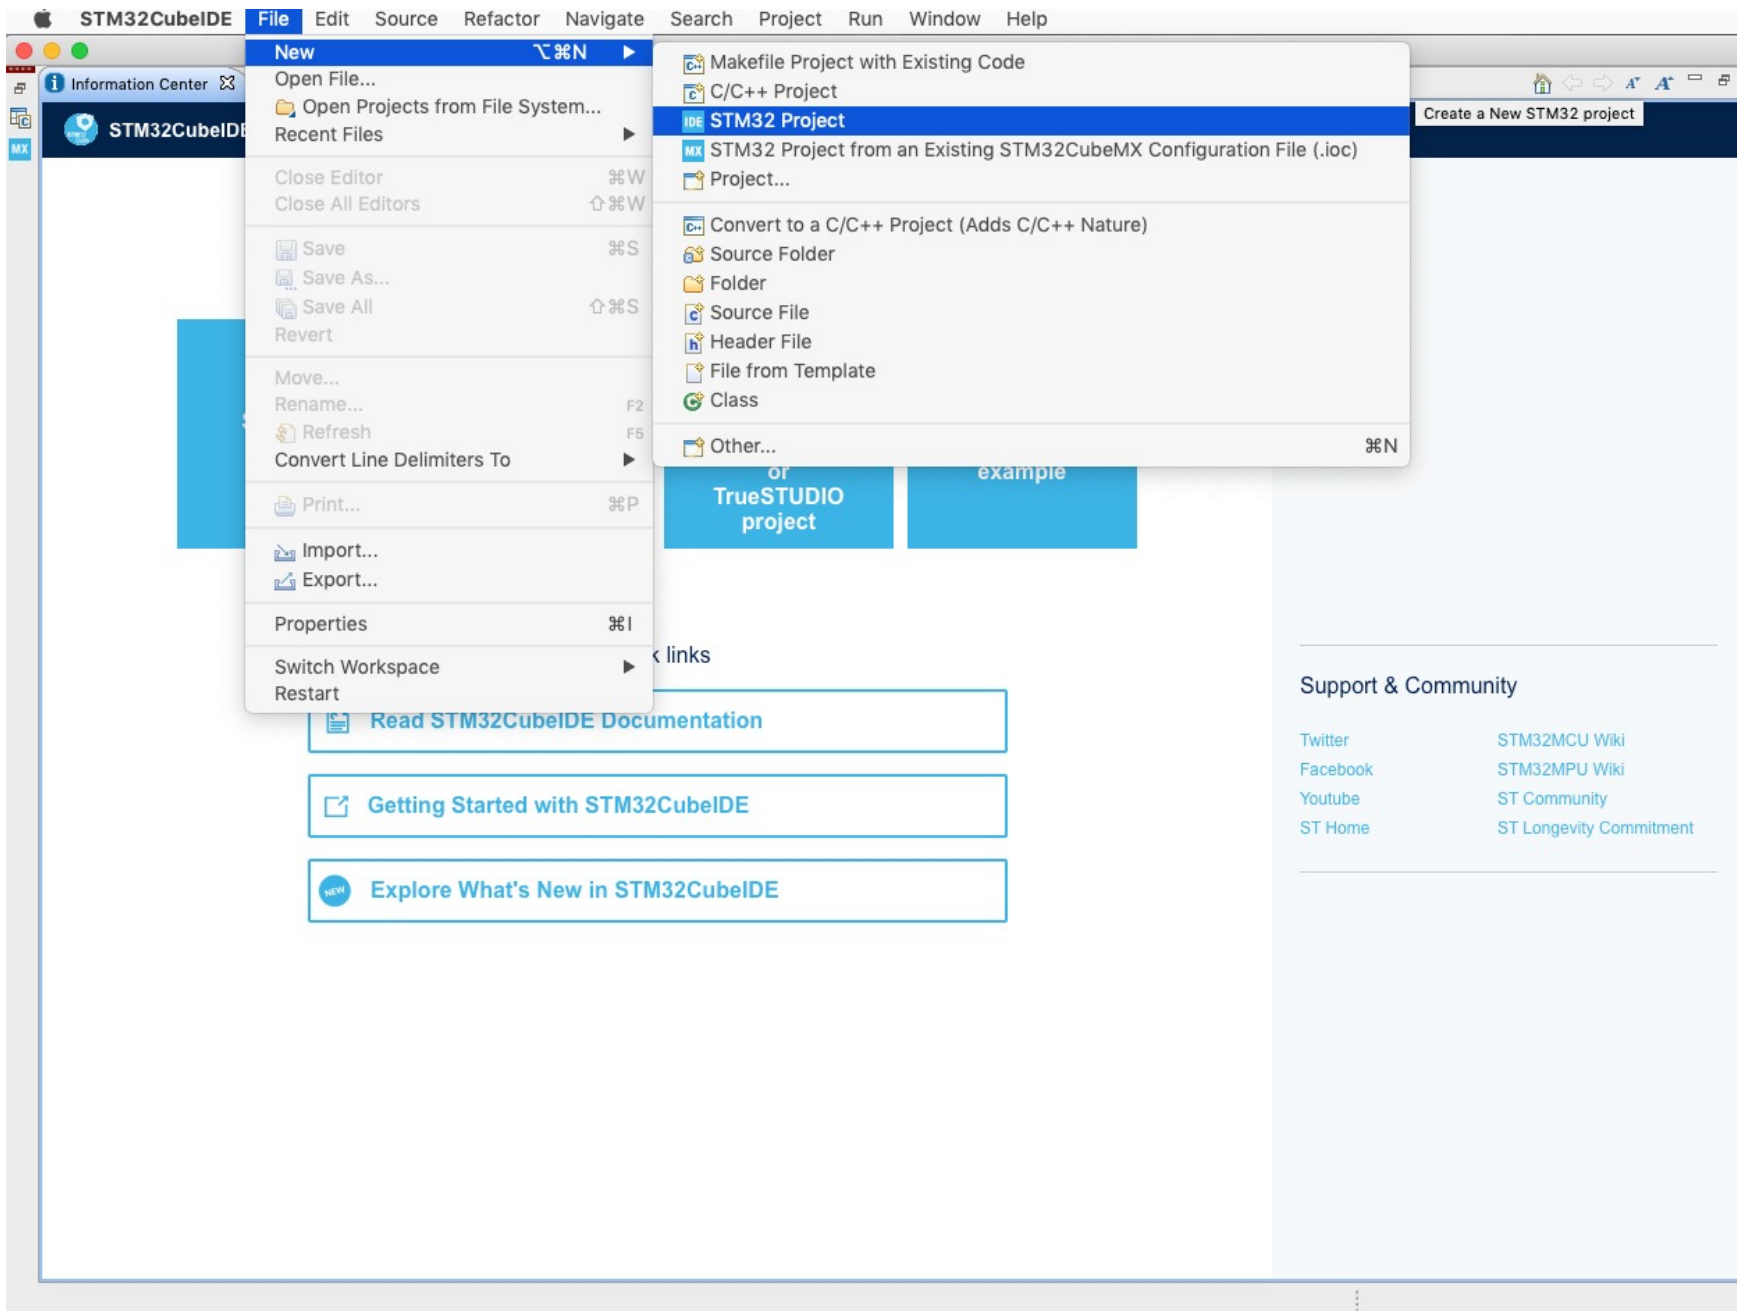 STM32CubeIDE File Edit Source Refactor Navigate Search Project Run Window Help
Information Center
STM32CubeIDE
MX
New ⌥⌘N
Open File...
Open Projects from File System...
Recent Files
Close Editor ⌘W
Close All Editors ⇧⌘W
Save ⌘S
Save As...
Save All ⇧⌘S
Revert
Move...
Rename... F2
Refresh F5
Convert Line Delimiters To
Print... ⌘P
Import...
Export...
Properties ⌘I
Switch Workspace
Restart
Makefile Project with Existing Code
C/C++ Project
IDE STM32 Project
MX STM32 Project from an Existing STM32CubeMX Configuration File (.ioc)
Project...
Convert to a C/C++ Project (Adds C/C++ Nature)
Source Folder
Folder
Source File
Header File
File from Template
Class
Other... ⌘N
Create a New STM32 project
or
TrueSTUDIO
project
example
links
Read STM32CubeIDE Documentation
Getting Started with STM32CubeIDE
NEW Explore What's New in STM32CubeIDE
Support & Community
Twitter STM32MCU Wiki
Facebook STM32MPU Wiki
Youtube ST Community
ST Home ST Longevity Commitment